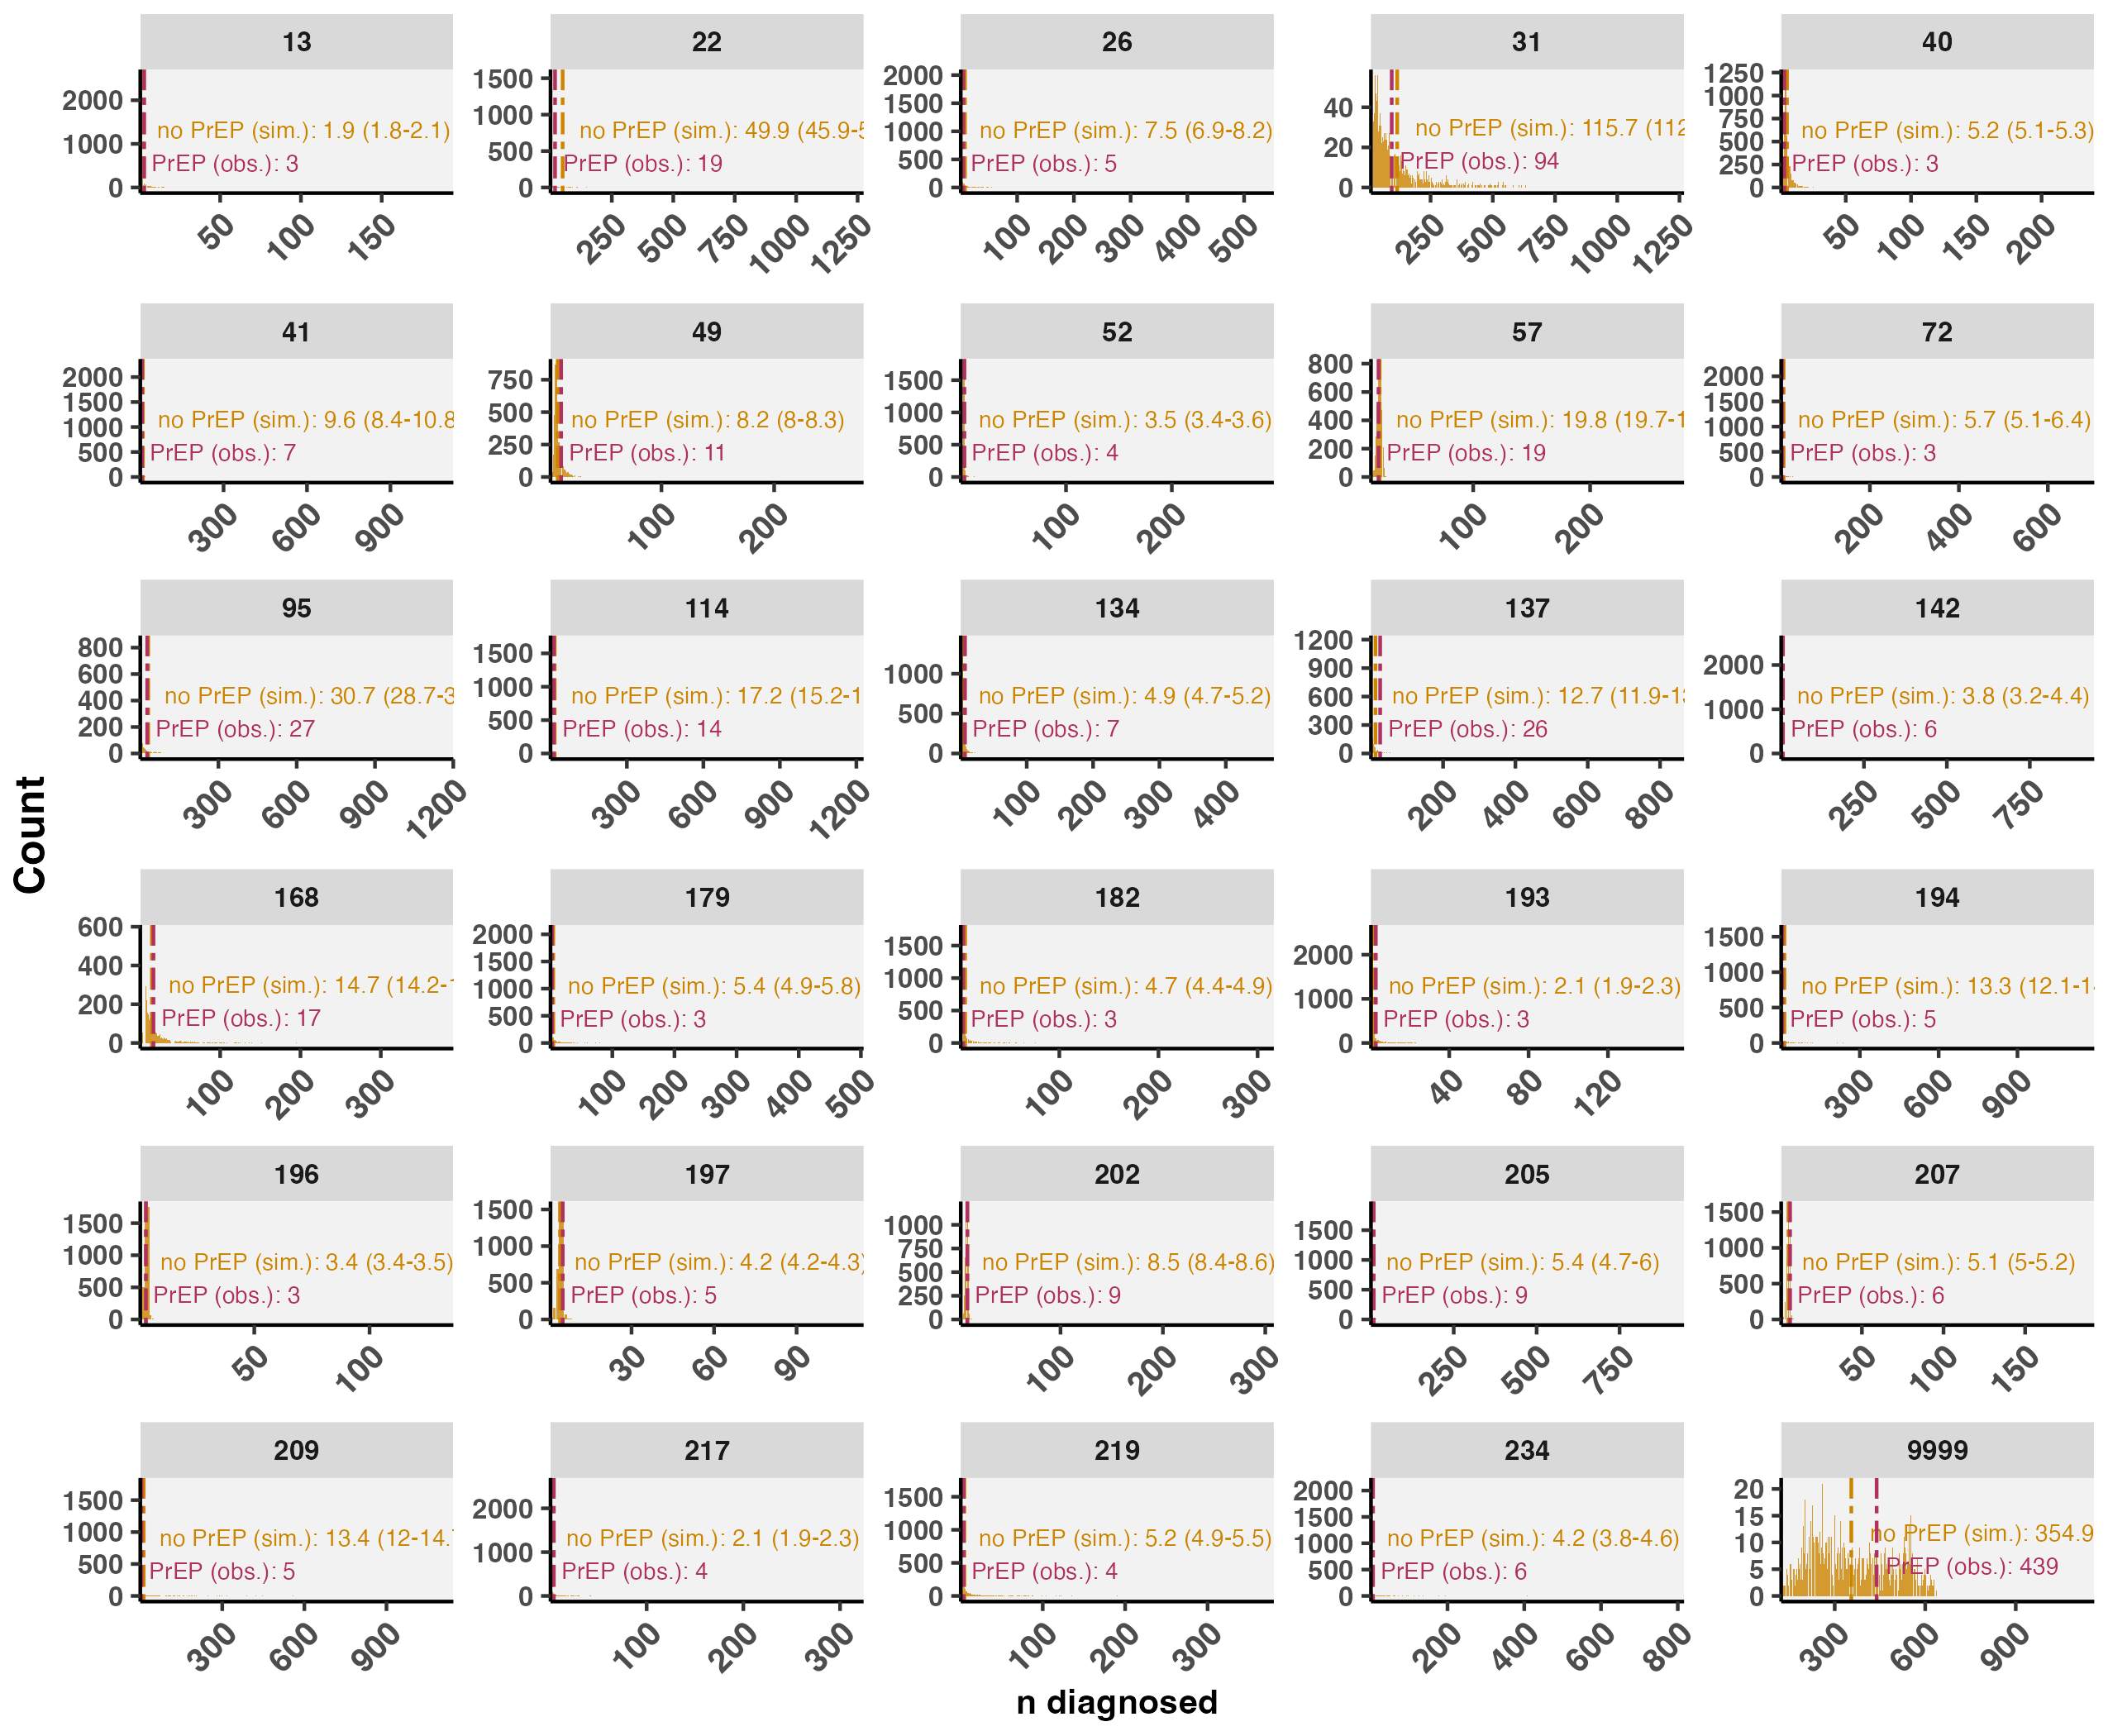 13 22 26 31 40
2000 1000 0
no PrEP (sim.): 1.9 (1.8-2.1)
PrEP (obs.): 3
50 100 150
1500 1000 500 0
no PrEP (sim.): 49.9 (45.9-5
PrEP (obs.): 19
250 500 750 1000 1250
2000 1500 1000 500 0
no PrEP (sim.): 7.5 (6.9-8.2)
PrEP (obs.): 5
100 200 300 400 500
40 20 0
no PrEP (sim.): 115.7 (112
PrEP (obs.): 94
250 500 750 1000 1250
1250 1000 750 500 250 0
no PrEP (sim.): 5.2 (5.1-5.3)
PrEP (obs.): 3
50 100 150 200
41 49 52 57 72
2000 1500 1000 500 0
no PrEP (sim.): 9.6 (8.4-10.8
PrEP (obs.): 7
300 600 900
750 500 250 0
no PrEP (sim.): 8.2 (8-8.3)
PrEP (obs.): 11
100 200
1500 1000 500 0
no PrEP (sim.): 3.5 (3.4-3.6)
PrEP (obs.): 4
100 200
800 600 400 200 0
no PrEP (sim.): 19.8 (19.7-1
PrEP (obs.): 19
100 200
2000 1500 1000 500 0
no PrEP (sim.): 5.7 (5.1-6.4)
PrEP (obs.): 3
200 400 600
95 114 134 137 142
800 600 400 200 0
no PrEP (sim.): 30.7 (28.7-3
PrEP (obs.): 27
300 600 900 1200
1500 1000 500 0
no PrEP (sim.): 17.2 (15.2-1
PrEP (obs.): 14
300 600 900 1200
1000 500 0
no PrEP (sim.): 4.9 (4.7-5.2)
PrEP (obs.): 7
100 200 300 400
1200 900 600 300 0
no PrEP (sim.): 12.7 (11.9-13
PrEP (obs.): 26
200 400 600 800
2000 1000 0
no PrEP (sim.): 3.8 (3.2-4.4)
PrEP (obs.): 6
250 500 750
Count
168 179 182 193 194
600 400 200 0
no PrEP (sim.): 14.7 (14.2-1
PrEP (obs.): 17
100 200 300
2000 1500 1000 500 0
no PrEP (sim.): 5.4 (4.9-5.8)
PrEP (obs.): 3
100 200 300 400 500
1500 1000 500 0
no PrEP (sim.): 4.7 (4.4-4.9)
PrEP (obs.): 3
100 200 300
2000 1000 0
no PrEP (sim.): 2.1 (1.9-2.3)
PrEP (obs.): 3
40 80 120
1500 1000 500 0
no PrEP (sim.): 13.3 (12.1-14
PrEP (obs.): 5
300 600 900
196 197 202 205 207
1500 1000 500 0
no PrEP (sim.): 3.4 (3.4-3.5)
PrEP (obs.): 3
50 100
1500 1000 500 0
no PrEP (sim.): 4.2 (4.2-4.3)
PrEP (obs.): 5
30 60 90
1000 750 500 250 0
no PrEP (sim.): 8.5 (8.4-8.6)
PrEP (obs.): 9
100 200 300
1500 1000 500 0
no PrEP (sim.): 5.4 (4.7-6)
PrEP (obs.): 9
250 500 750
1500 1000 500 0
no PrEP (sim.): 5.1 (5-5.2)
PrEP (obs.): 6
50 100 150
209 217 219 234 9999
1500 1000 500 0
no PrEP (sim.): 13.4 (12-14.7
PrEP (obs.): 5
300 600 900
2000 1000 0
no PrEP (sim.): 2.1 (1.9-2.3)
PrEP (obs.): 4
100 200 300
1500 1000 500 0
no PrEP (sim.): 5.2 (4.9-5.5)
PrEP (obs.): 4
100 200 300
2000 1500 1000 500 0
no PrEP (sim.): 4.2 (3.8-4.6)
PrEP (obs.): 6
200 400 600 800
20 15 10 5 0
no PrEP (sim.): 354.9
PrEP (obs.): 439
300 600 900
n diagnosed